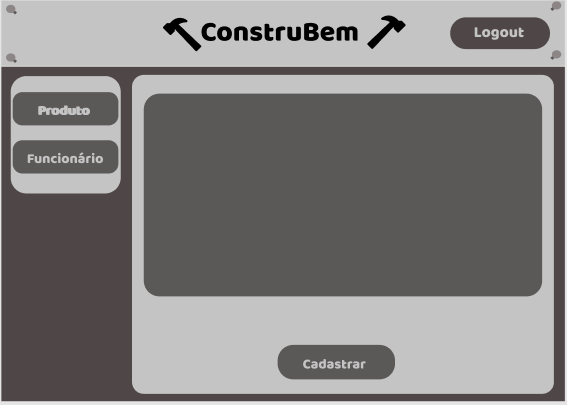 ConstruBem
Logout
Produto
Funcionário
Cadastrar